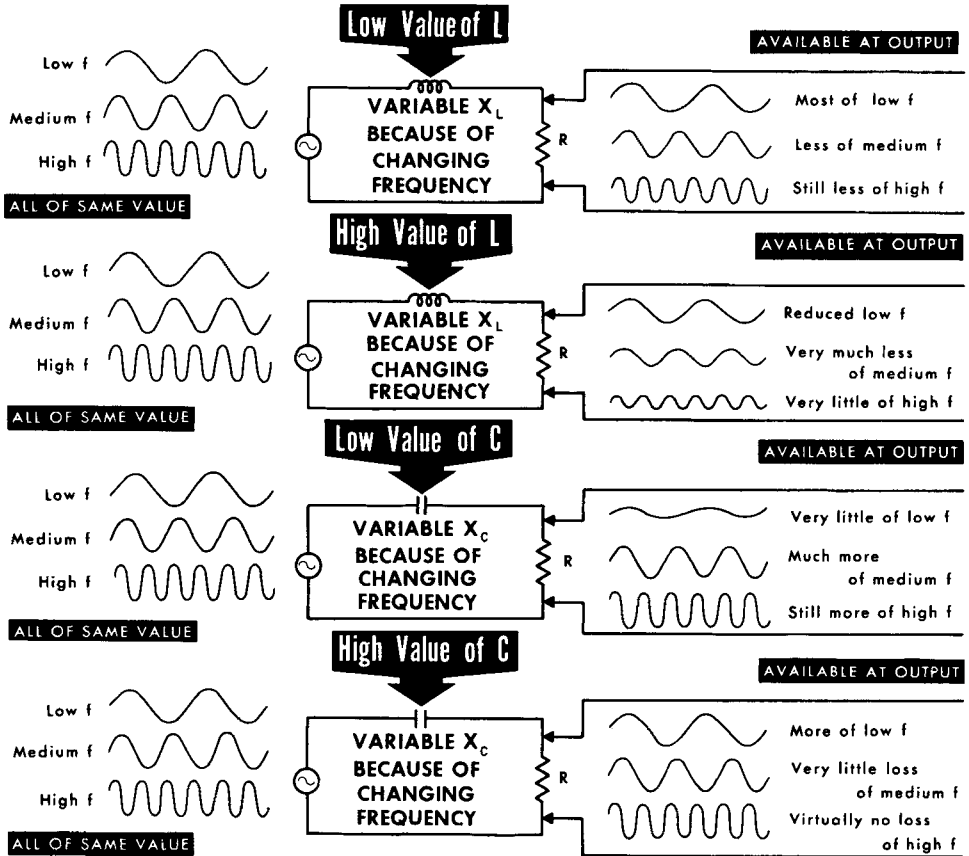 Low Value of L
AVAILABLE AT OUTPUT
Low f
Medium f
High f
ALL OF SAME VALUE
VARIABLE XL
BECAUSE OF
CHANGING
FREQUENCY
R
Most of low f
Less of medium f
Still less of high f
High Value of L
AVAILABLE AT OUTPUT
Low f
Medium f
High f
ALL OF SAME VALUE
VARIABLE XL
BECAUSE OF
CHANGING
FREQUENCY
R
Reduced low f
Very much less
of medium f
Very little of high f
Low Value of C
AVAILABLE AT OUTPUT
Low f
Medium f
High f
ALL OF SAME VALUE
VARIABLE XC
BECAUSE OF
CHANGING
FREQUENCY
R
Very little of low f
Much more
of medium f
Still more of high f
High Value of C
AVAILABLE AT OUTPUT
Low f
Medium f
High f
ALL OF SAME VALUE
VARIABLE XC
BECAUSE OF
CHANGING
FREQUENCY
R
More of low f
Very little loss
of medium f
Virtually no loss
of high f